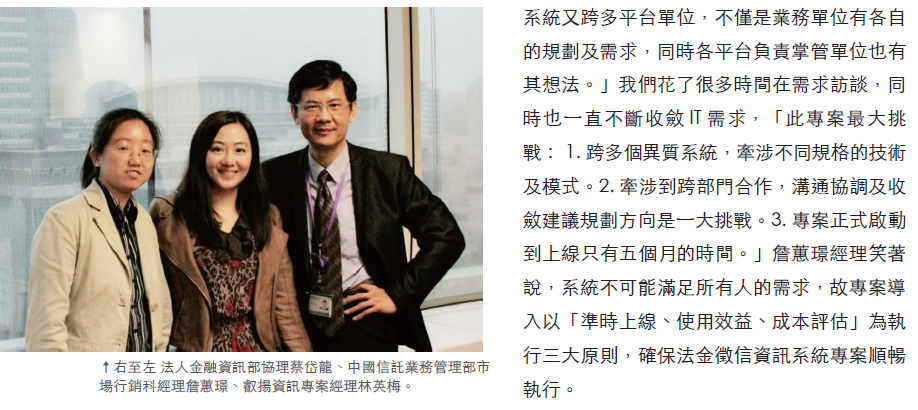 ↑右至左 法人金融資訊部協理蔡岱龍、中國信託業務管理部市
場行銷科經理詹蕙璟、叡揚資訊專案經理林英梅。
系統又跨多平台單位，不僅是業務單位有各自
的規劃及需求，同時各平台負責掌管單位也有
其想法。」我們花了很多時間在需求訪談，同
時也一直不斷收斂 IT 需求，「此專案最大挑
戰： 1. 跨多個異質系統，牽涉不同規格的技術
及模式。2. 牽涉到跨部門合作，溝通協調及收
斂建議規劃方向是一大挑戰。3. 專案正式啟動
到上線只有五個月的時間。」詹蕙璟經理笑著
說，系統不可能滿足所有人的需求，故專案導
入以「準時上線、使用效益、成本評估」為執
行三大原則，確保法金徵信資訊系統專案順暢
執行。